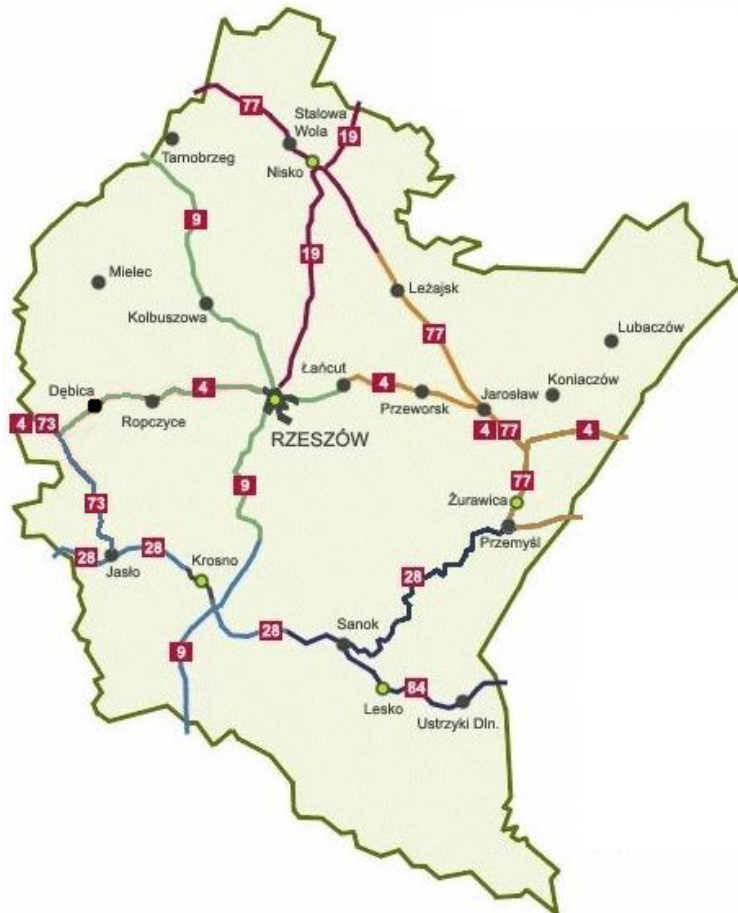 77
Stalowa
Wola
19
Tarnobrzeg
Nisko
9
19
Mielec
Leżajsk
Kolbuszowa
77
Lubaczów
Łańcut
Dębica
4
4
Koniaczów
Ropczyce
Przeworsk
Jarosław
4 73
RZESZÓW
4 77
4
9
77
73
Żurawica
Przemyśl
28
28
Jasło
Krosno
28
28
Sanok
9
84
Lesko
Ustrzyki Dln.